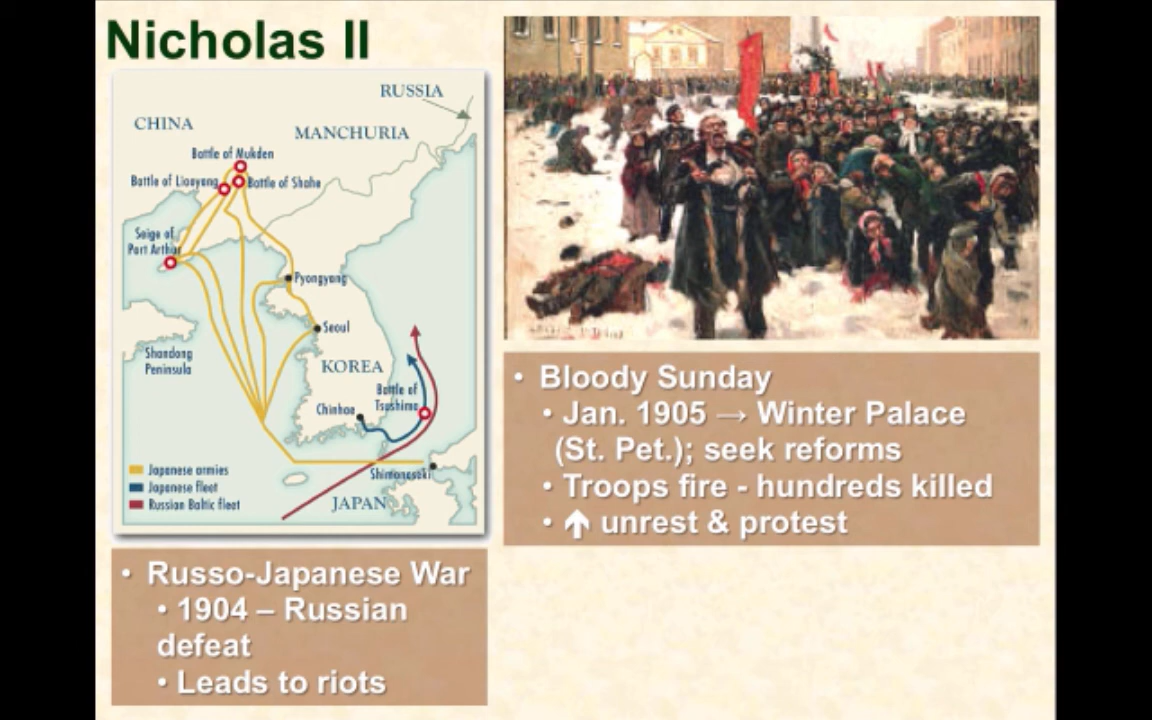 Nicholas II
RUSSIA
CHINA
MANCHURIA
Battle of Mukden
Battle of Liaoyang
Battle of Shahe
Seige of
Port Arthur
Pyongyang
Seoul
Shandong
Peninsula
KOREA
Battle of
Tsushima
Chinhae
Japanese armies
Japanese fleet
Russian Baltic fleet
Shimonoseki
JAPAN
• Russo-Japanese War
• 1904 – Russian
defeat
• Leads to riots
• Bloody Sunday
• Jan. 1905 → Winter Palace
(St. Pet.); seek reforms
• Troops fire - hundreds killed
• ⬆ unrest & protest